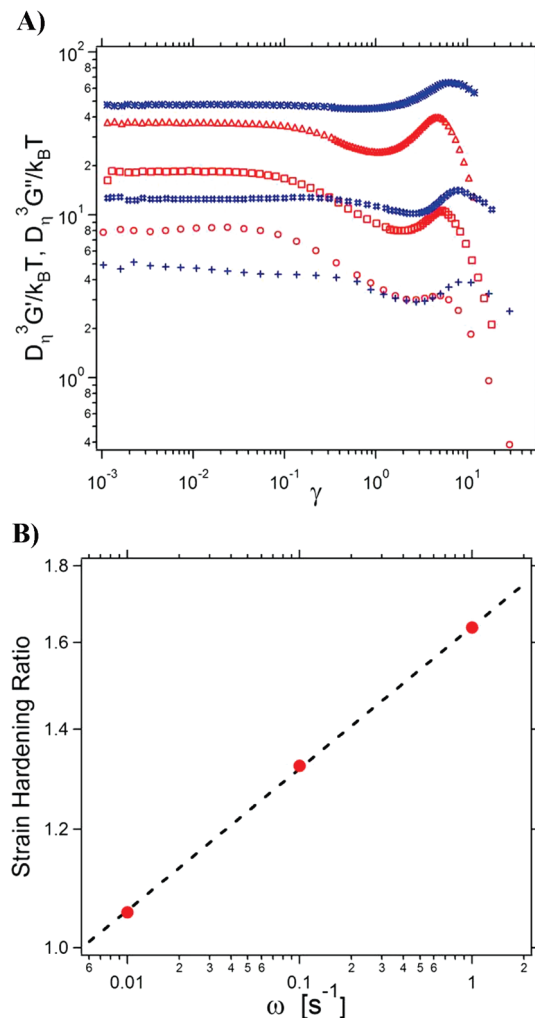 A)
10²
8
6
4
2
10¹
8
6
4
2
10⁰
8
6
4
D_η³G'/k_BT, D_η³G''/k_BT
10⁻³ 10⁻² 10⁻¹ 10⁰ 10¹
γ
B)
1.8
1.6
1.4
1.2
1.0
Strain Hardening Ratio
6 8 0.01 2 3 4 5 6 8 0.1 2 3 4 5 6 8 1 2
ω [s⁻¹]